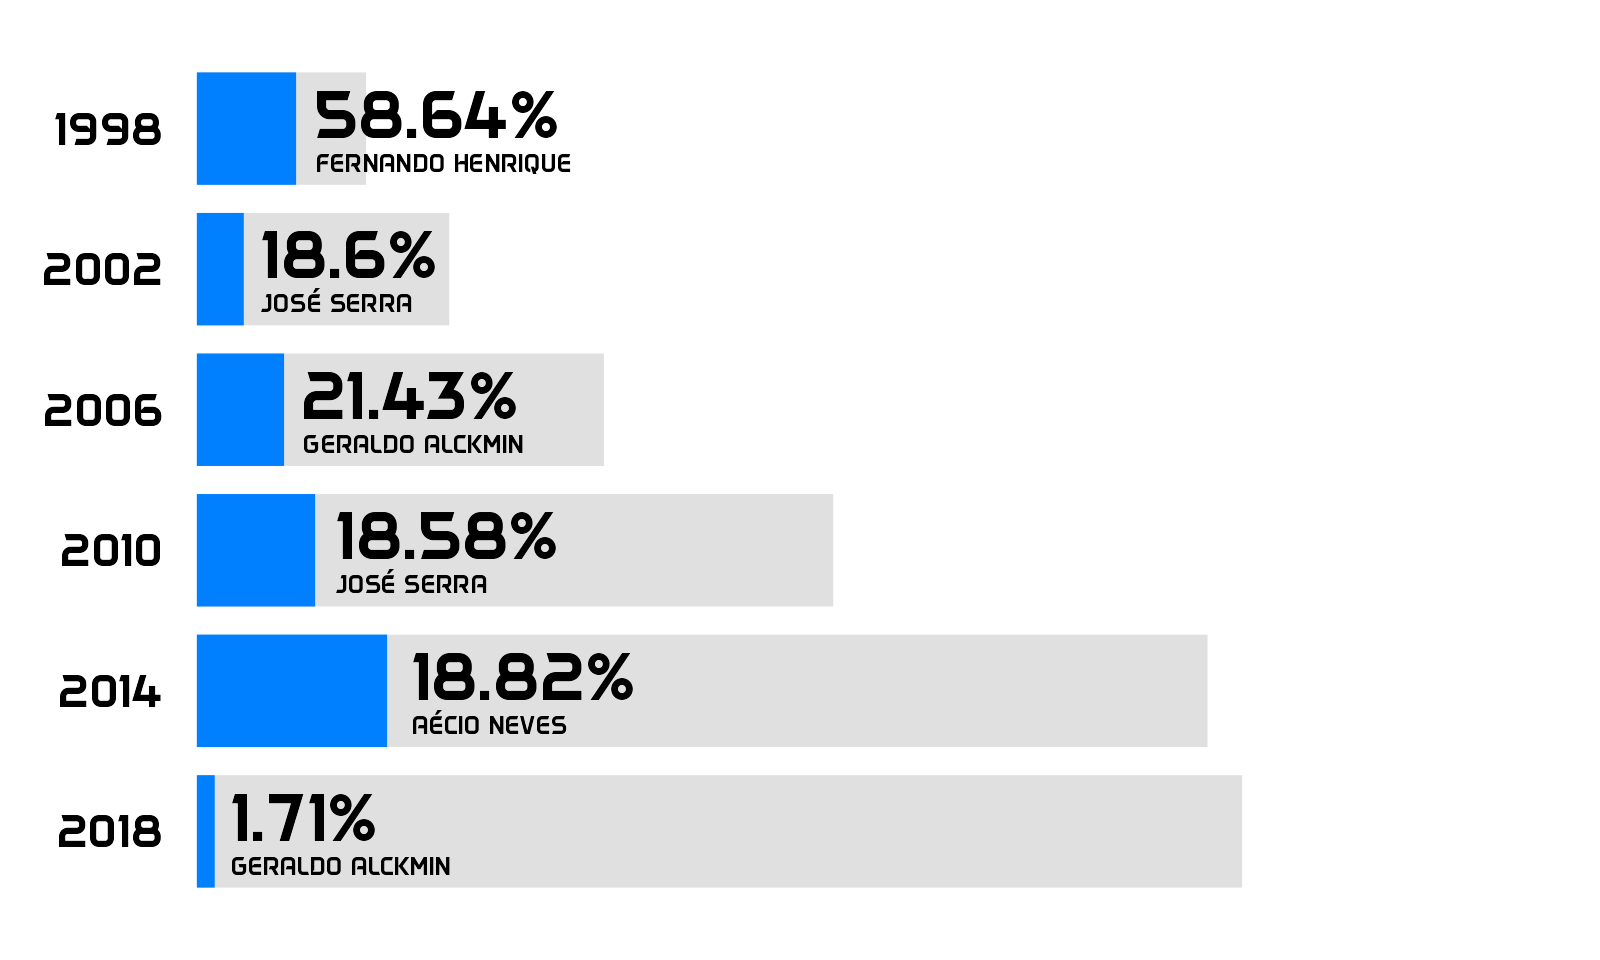 1998
58.64%
FERNANDO HENRIQUE
2002
18.6%
JOSÉ SERRA
2006
21.43%
GERALDO ALCKMIN
2010
18.58%
JOSÉ SERRA
2014
18.82%
AÉCIO NEVES
2018
1.71%
GERALDO ALCKMIN